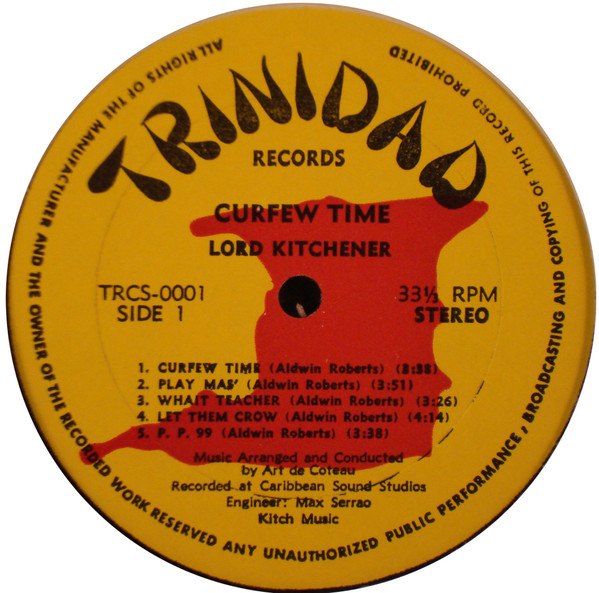 ALL RIGHTS OF THE MANUFACTURER AND THE OWNER OF THE RECORDED WORK RESERVED ANY UNAUTHORIZED PUBLIC PERFORMANCE, BROADCASTING AND COPYING OF THIS RECORD PROHIBITED
TRINIDAD
RECORDS
CURFEW TIME
LORD KITCHENER
TRCS-0001 33⅓ RPM
SIDE 1 STEREO
1. CURFEW TIME (Aldwin Roberts) (3:38)
2. PLAY MAS' (Aldwin Roberts) (3:51)
3. WHAIT TEACHER (Aldwin Roberts) (3:26)
4. LET THEM CROW (Aldwin Roberts) (4:14)
5. P. P. 99 (Aldwin Roberts) (3:38)
Music Arranged and Conducted
by Art de Coteau
Recorded at Caribbean Sound Studios
Engineer: Max Serrao
Kitch Music